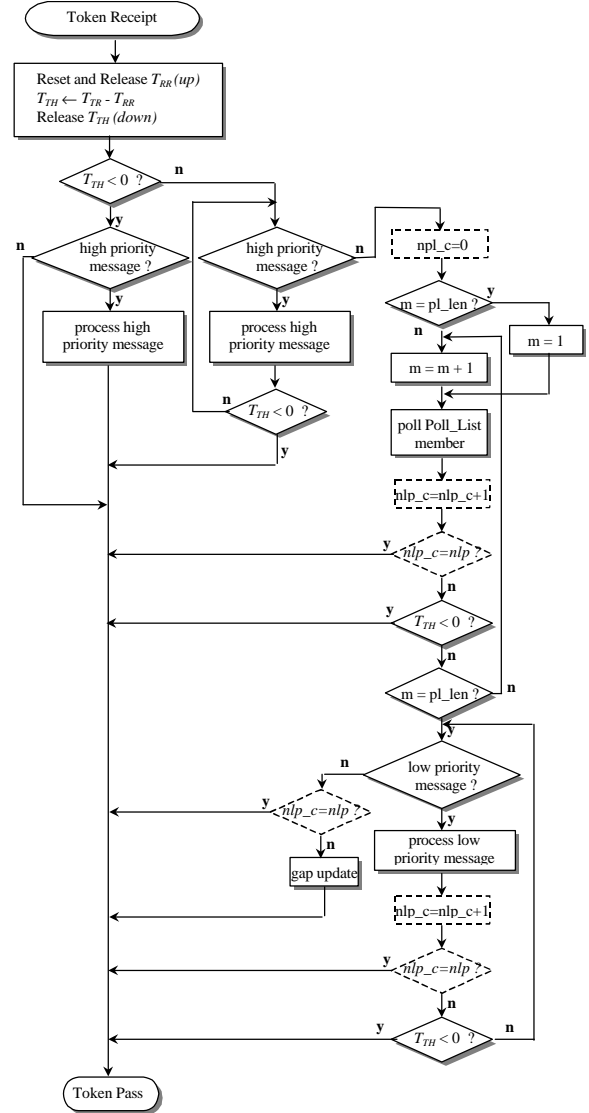 Token Receipt
Reset and Release T_RR (up)
T_TH ← T_TR - T_RR
Release T_TH (down)
T_TH < 0 ?
n
y
n
high priority
message ?
y
process high
priority message
high priority
message ?
n
y
process high
priority message
T_TH < 0 ?
n
y
npl_c=0
m = pl_len ?
y
n
m = 1
m = m + 1
poll Poll_List
member
nlp_c=nlp_c+1
y
nlp_c=nlp ?
n
y
T_TH < 0 ?
n
m = pl_len ?
n
y
low priority
message ?
n
y
nlp_c=nlp ?
y
n
gap update
process low
priority message
nlp_c=nlp_c+1
y
nlp_c=nlp ?
n
y
T_TH < 0 ?
n
Token Pass